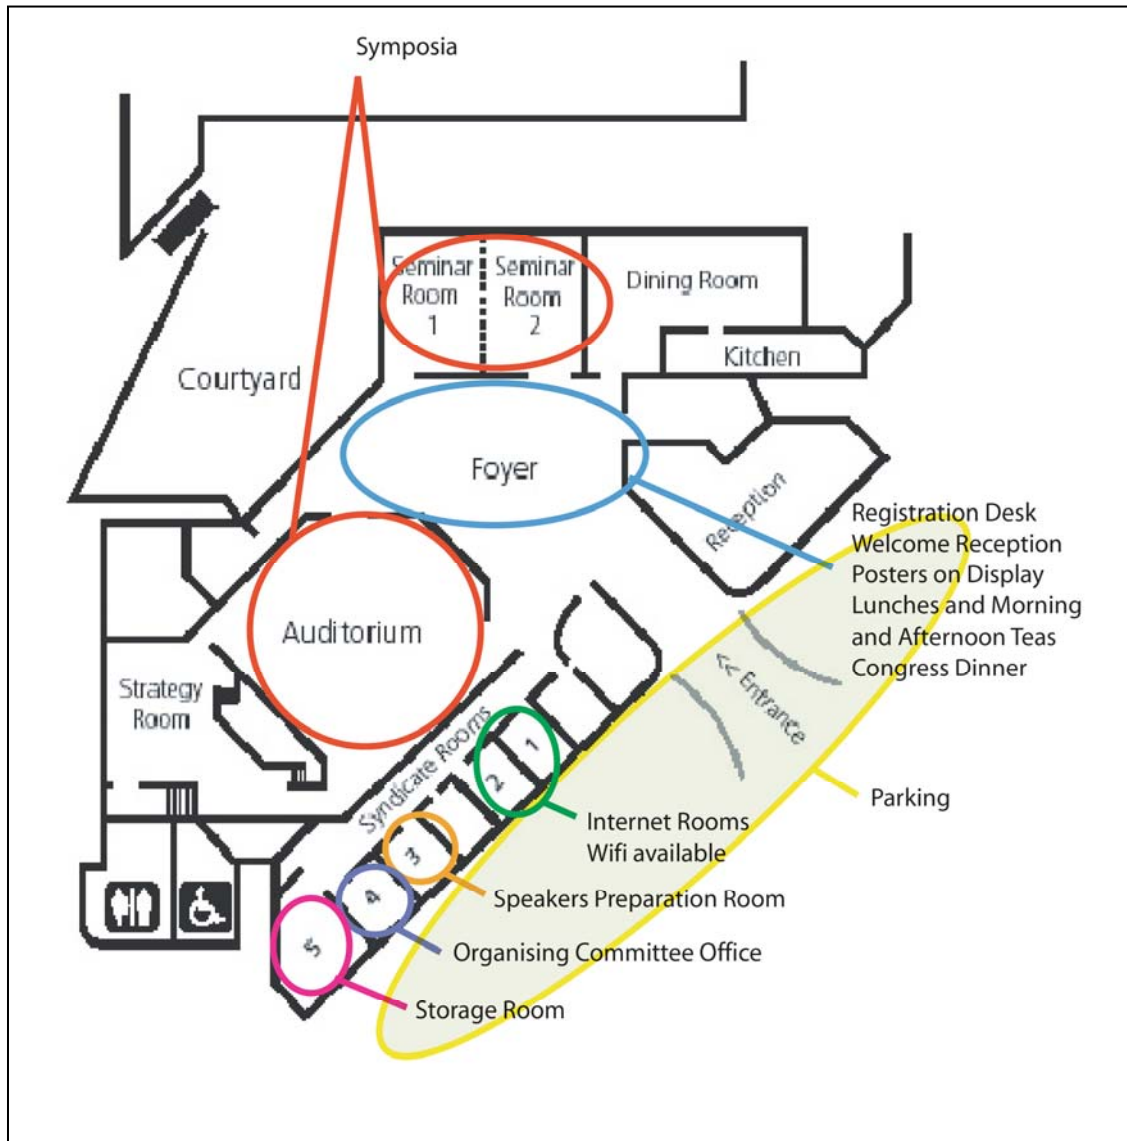 Symposia
Seminar
Room
1
Seminar
Room
2
Dining Room
Kitchen
Courtyard
Foyer
Reception
Registration Desk
Welcome Reception
Posters on Display
Lunches and Morning
and Afternoon Teas
Congress Dinner
Auditorium
Strategy
Room
<< Entrance
Syndicate Rooms
1
2
3
4
5
Parking
Internet Rooms
Wifi available
Speakers Preparation Room
Organising Committee Office
Storage Room